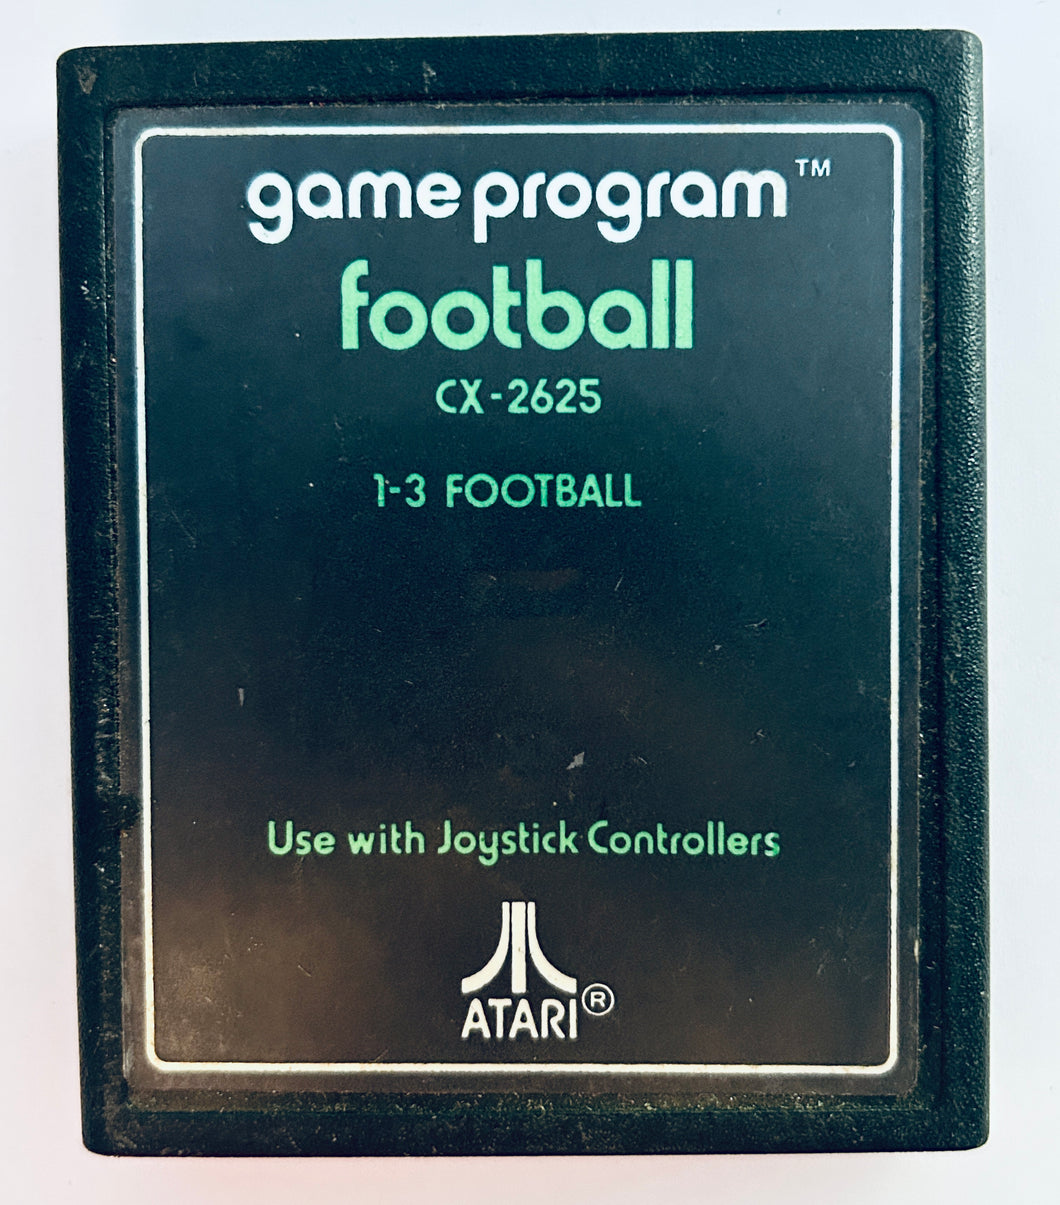 game program™
football
CX-2625
1-3 FOOTBALL
Use with Joystick Controllers
ATARI®